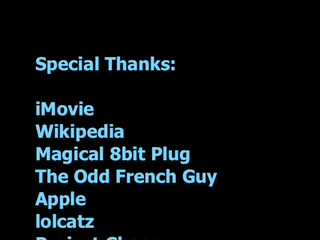 Special Thanks:
iMovie
Wikipedia
Magical 8bit Plug
The Odd French Guy
Apple
lolcatz